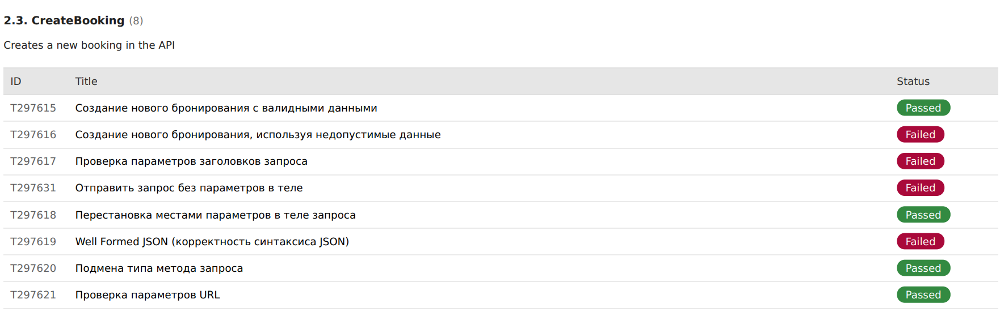 2.3. CreateBooking (8)
Creates a new booking in the API
ID Title Status
T297615 Создание нового бронирования с валидными данными Passed
T297616 Создание нового бронирования, используя недопустимые данные Failed
T297617 Проверка параметров заголовков запроса Failed
T297631 Отправить запрос без параметров в теле Failed
T297618 Перестановка местами параметров в теле запроса Passed
T297619 Well Formed JSON (корректность синтаксиса JSON) Failed
T297620 Подмена типа метода запроса Passed
T297621 Проверка параметров URL Passed